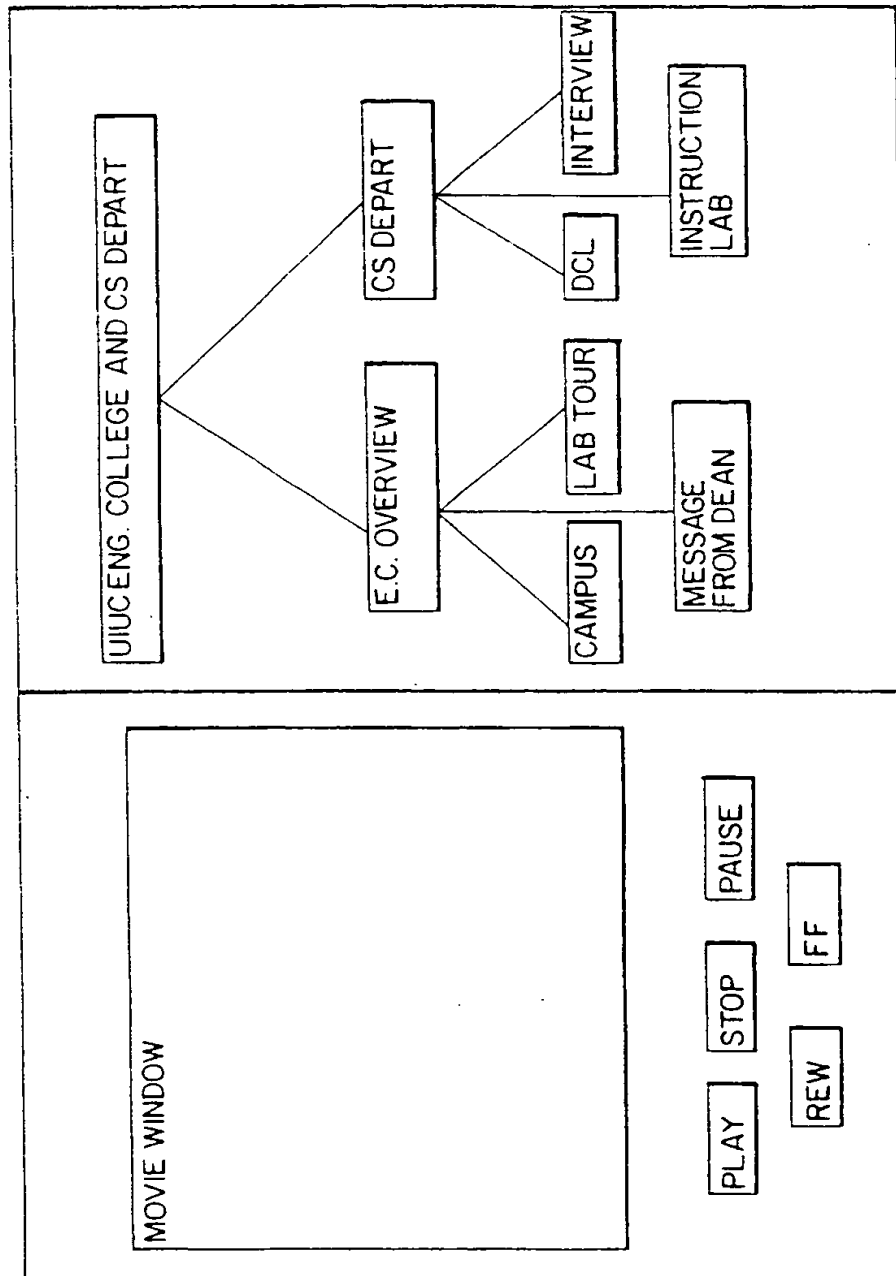 MOVIE WINDOW
PLAY
STOP
PAUSE
REW
FF
UIUC ENG. COLLEGE AND CS DEPART
E.C. OVERVIEW
CS DEPART
CAMPUS
LAB TOUR
DCL
INTERVIEW
MESSAGE
FROM DEAN
INSTRUCTION
LAB